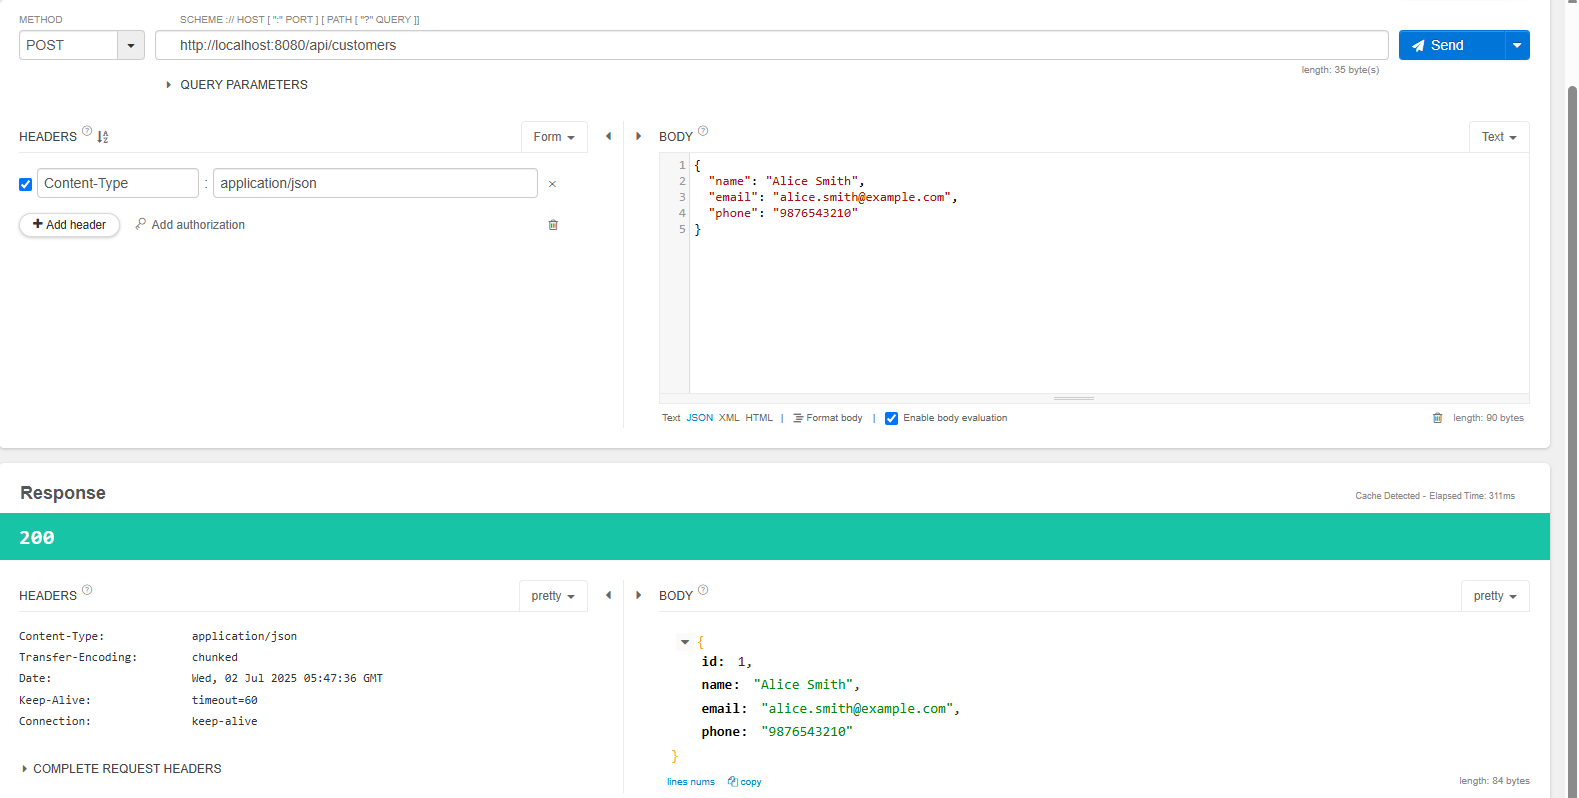 METHOD
SCHEME :// HOST [ ":" PORT ] [ PATH [ "?" QUERY ]]
POST
http://localhost:8080/api/customers
Send
length: 35 byte(s)
QUERY PARAMETERS
HEADERS ? Form
Content-Type : application/json ×
+ Add header Add authorization
BODY ? Text
1 {
2 "name": "Alice Smith",
3 "email": "alice.smith@example.com",
4 "phone": "9876543210"
5 }
Text JSON XML HTML | Format body | Enable body evaluation length: 90 bytes
Response
Cache Detected - Elapsed Time: 311ms
200
HEADERS ? pretty
Content-Type: application/json
Transfer-Encoding: chunked
Date: Wed, 02 Jul 2025 05:47:36 GMT
Keep-Alive: timeout=60
Connection: keep-alive
COMPLETE REQUEST HEADERS
BODY ? pretty
{
id: 1,
name: "Alice Smith",
email: "alice.smith@example.com",
phone: "9876543210"
}
lines nums copy length: 84 bytes